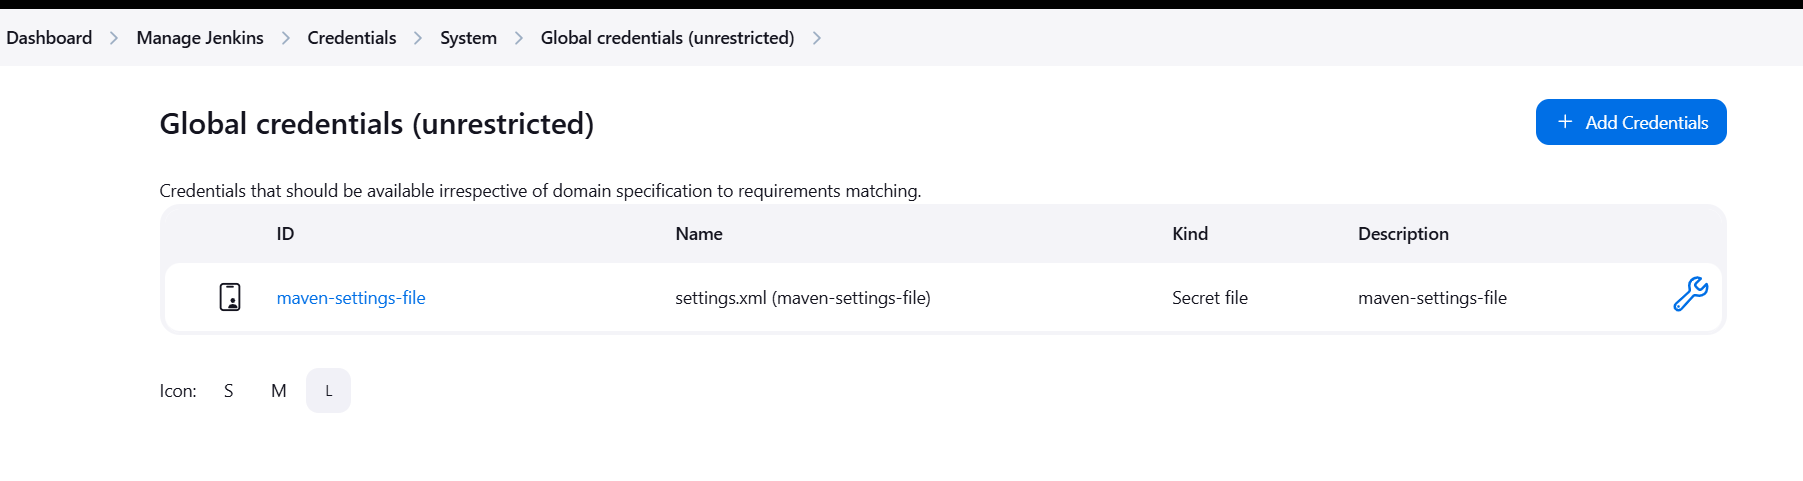 Dashboard Manage Jenkins Credentials System Global credentials (unrestricted)
Global credentials (unrestricted)
+ Add Credentials
Credentials that should be available irrespective of domain specification to requirements matching.
ID Name Kind Description
maven-settings-file settings.xml (maven-settings-file) Secret file maven-settings-file
Icon: S M L